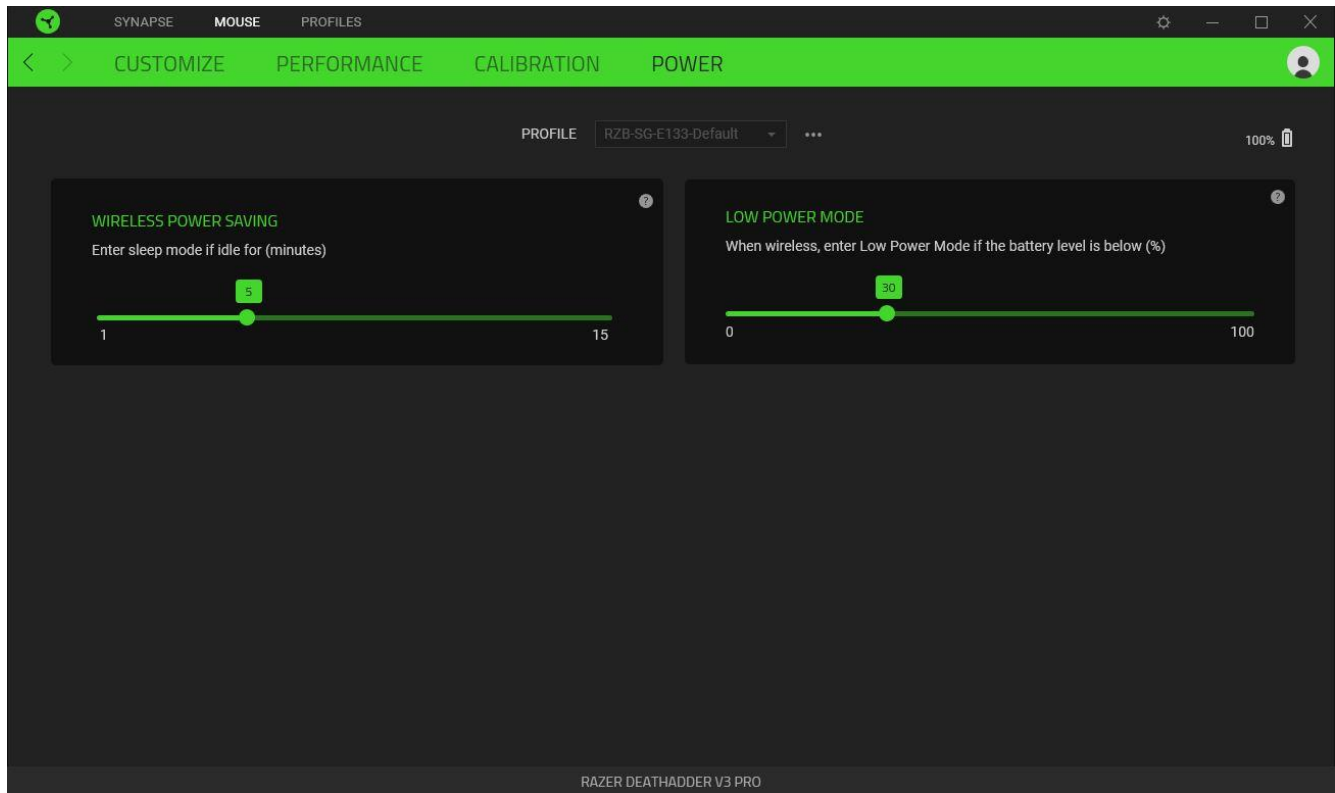 SYNAPSE MOUSE PROFILES
CUSTOMIZE PERFORMANCE CALIBRATION POWER
PROFILE RZB-SG-E133-Default
100%
WIRELESS POWER SAVING
Enter sleep mode if idle for (minutes)
5
1 15
LOW POWER MODE
When wireless, enter Low Power Mode if the battery level is below (%)
30
0 100
RAZER DEATHADDER V3 PRO